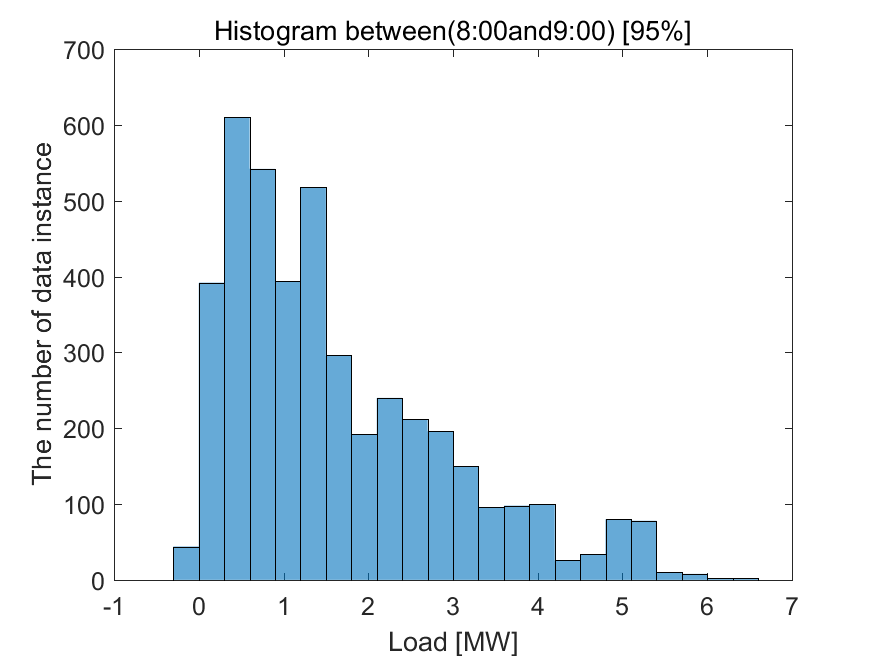 Histogram between(8:00and9:00) [95%]
700
600
500
400
300
200
100
0
The number of data instance
-1 0 1 2 3 4 5 6 7
Load [MW]